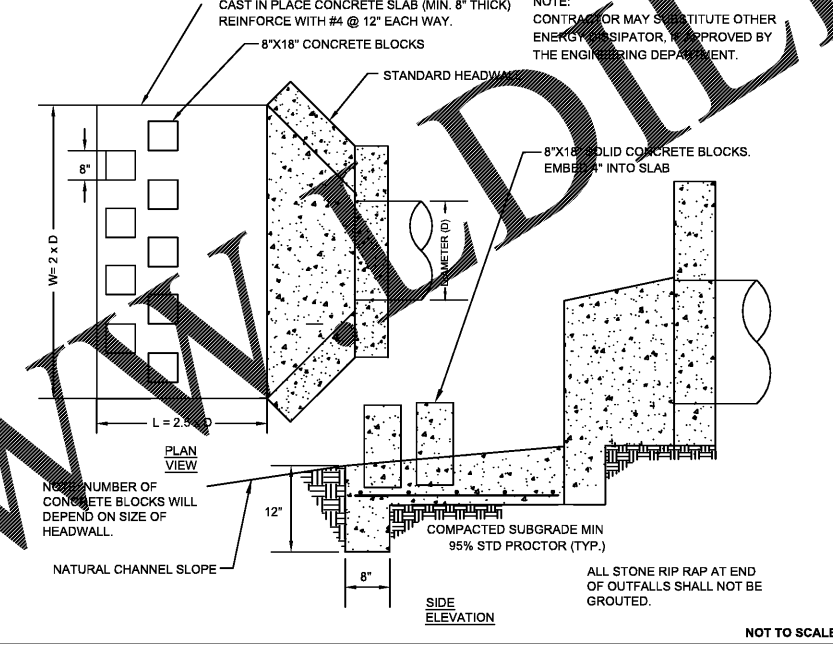 CAST IN PLACE CONCRETE SLAB (MIN. 8" THICK)
REINFORCE WITH #4 @ 12" EACH WAY.
NOTE:
CONTRACTOR MAY SUBSTITUTE OTHER
ENERGY DISSIPATOR, IF APPROVED BY
THE ENGINEERING DEPARTMENT.
8"X18" CONCRETE BLOCKS
STANDARD HEADWALL
8"X18" SOLID CONCRETE BLOCKS.
EMBED 4" INTO SLAB
8"
W= 2 x D
DIAMETER (D)
L = 2.5 x D
PLAN
VIEW
NOTE: NUMBER OF
CONCRETE BLOCKS WILL
DEPEND ON SIZE OF
HEADWALL.
12"
COMPACTED SUBGRADE MIN
95% STD PROCTOR (TYP.)
NATURAL CHANNEL SLOPE
8"
ALL STONE RIP RAP AT END
OF OUTFALLS SHALL NOT BE
GROUTED.
SIDE
ELEVATION
NOT TO SCALE